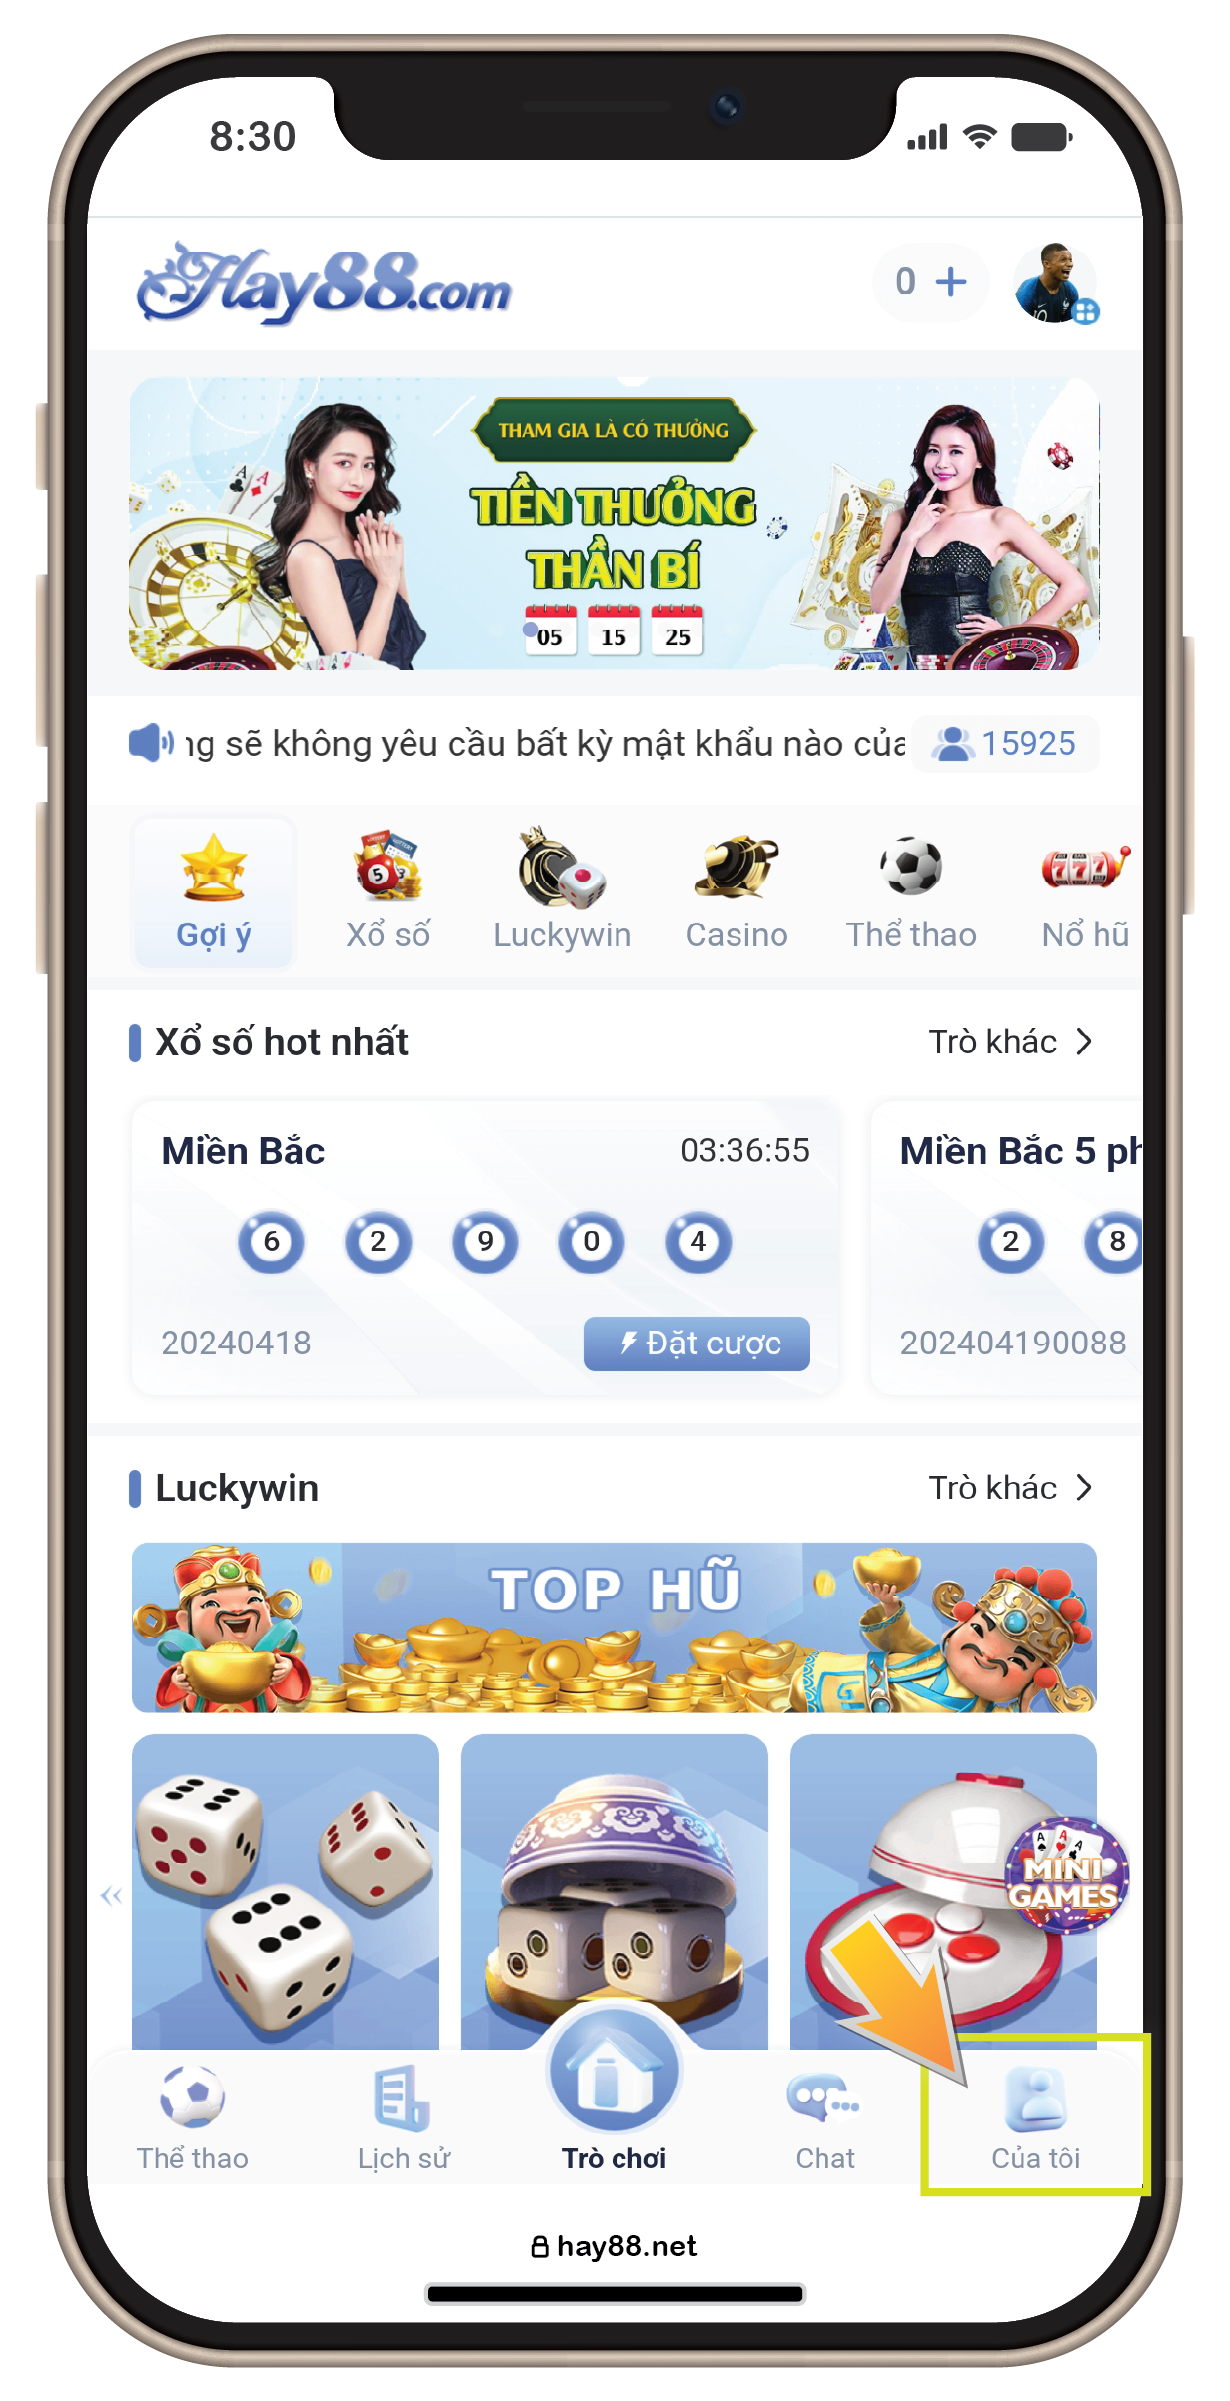 8:30
Hay88.com
0 +
THAM GIA LÀ CÓ THƯỞNG
TIỀN THƯỞNG
THẦN BÍ
05 15 25
ng sẽ không yêu cầu bất kỳ mật khẩu nào của
15925
Gợi ý
Xổ số
Luckywin
Casino
Thể thao
Nổ hũ
Xổ số hot nhất
Trò khác
Miền Bắc
03:36:55
6 2 9 0 4
20240418
Đặt cược
Miền Bắc 5 ph
2 8
202404190088
Luckywin
Trò khác
TOP HŨ
MINI
GAMES
Thể thao
Lịch sử
Trò chơi
Chat
Của tôi
hay88.net